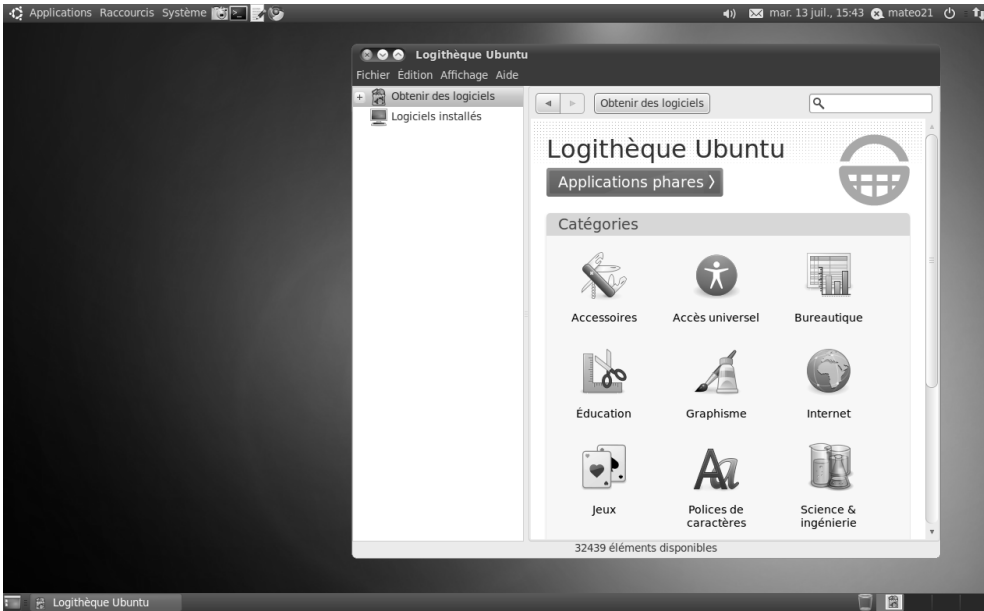 Applications Raccourcis Système
mar. 13 juil., 15:43 mateo21
Logithèque Ubuntu
Fichier Édition Affichage Aide
Obtenir des logiciels
Logiciels installés
Obtenir des logiciels
Logithèque Ubuntu
Applications phares
Catégories
Accessoires Accès universel Bureautique
Éducation Graphisme Internet
Jeux Polices de caractères Science & ingénierie
32439 éléments disponibles
Logithèque Ubuntu